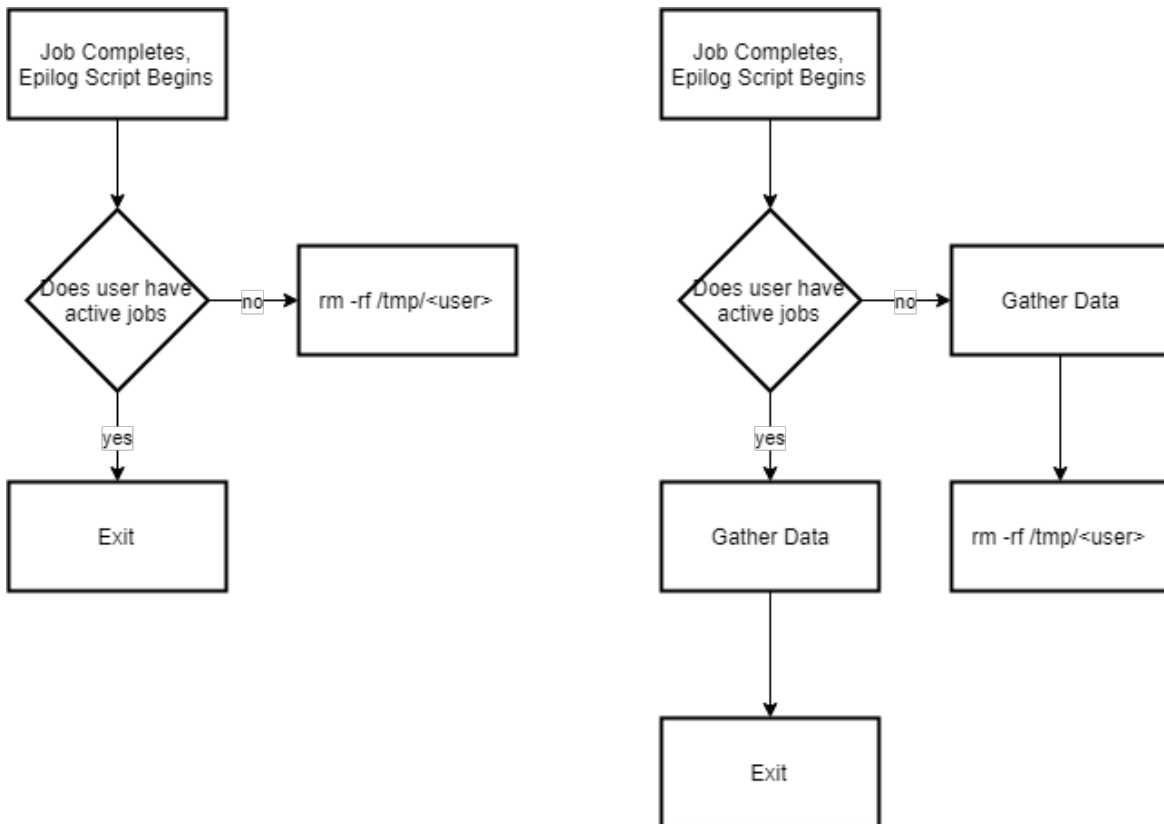 Job Completes,
Epilog Script Begins
Does user have
active jobs
no
rm -rf /tmp/<user>
yes
Exit
Job Completes,
Epilog Script Begins
Does user have
active jobs
no
Gather Data
yes
Gather Data
rm -rf /tmp/<user>
Exit